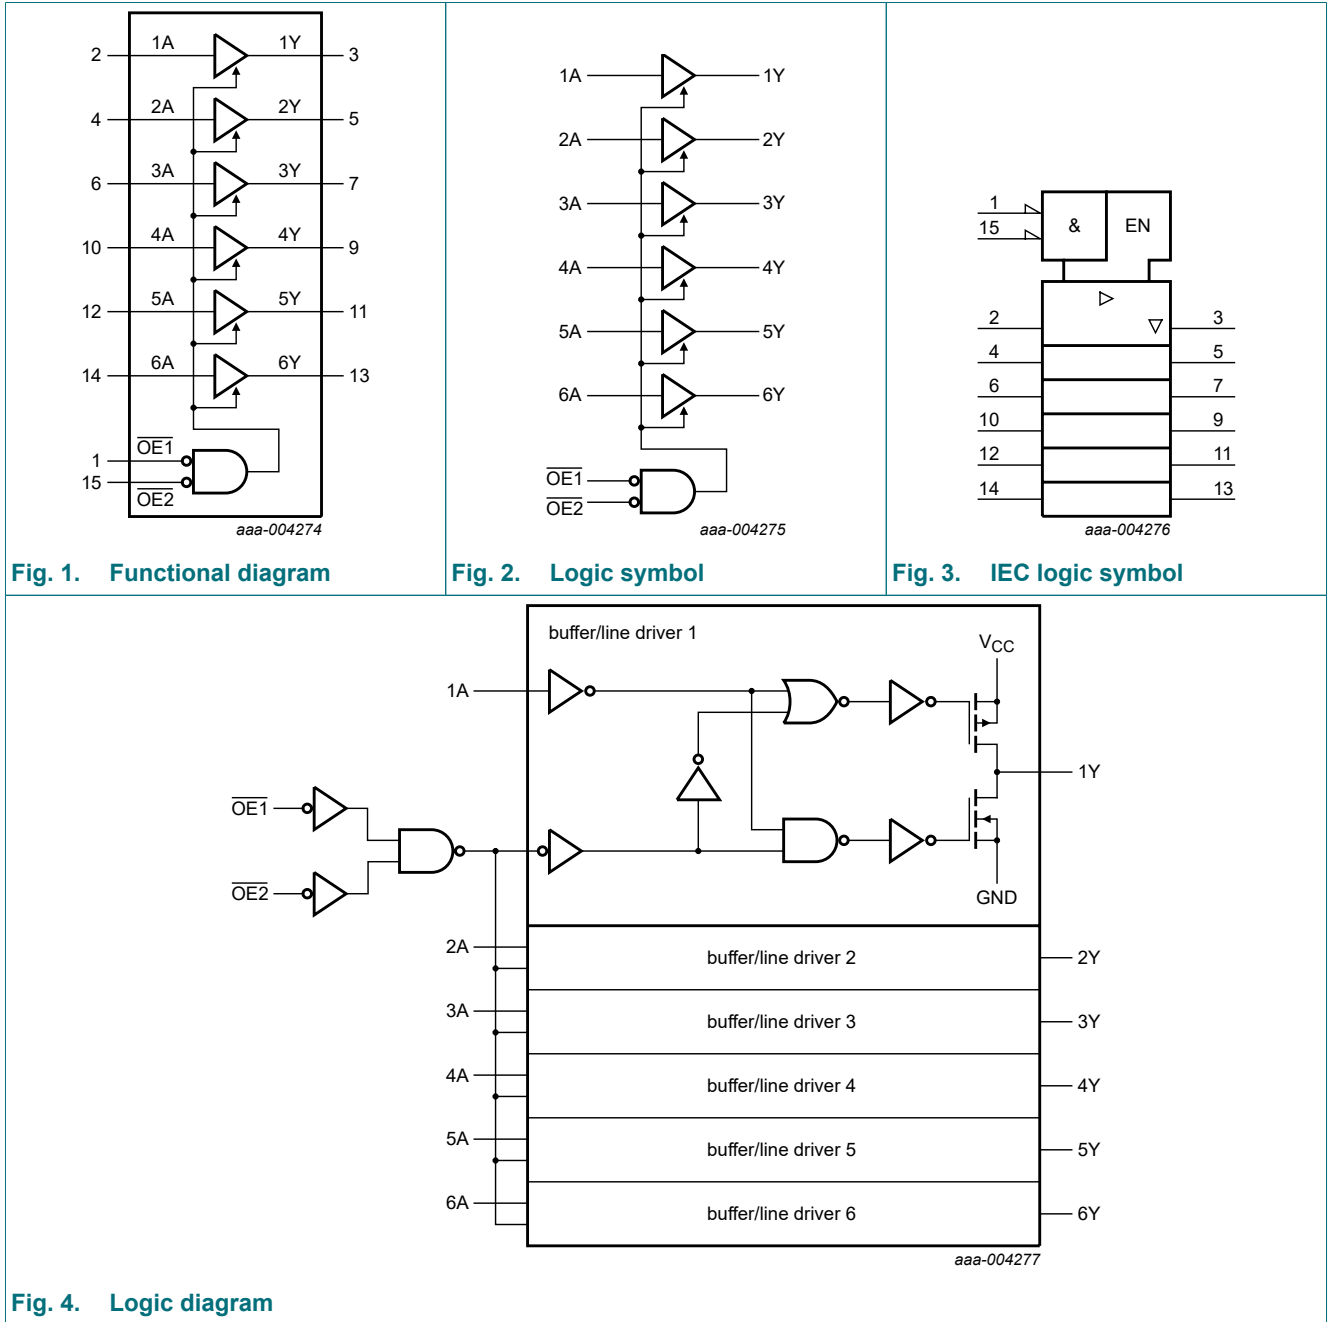 2 1A 1Y 3
4 2A 2Y 5
6 3A 3Y 7
10 4A 4Y 9
12 5A 5Y 11
14 6A 6Y 13
1 OE1
15 OE2
aaa-004274
Fig. 1. Functional diagram
1A 1Y
2A 2Y
3A 3Y
4A 4Y
5A 5Y
6A 6Y
OE1
OE2
aaa-004275
Fig. 2. Logic symbol
1
15
& EN
2 3
4 5
6 7
10 9
12 11
14 13
aaa-004276
Fig. 3. IEC logic symbol
buffer/line driver 1
VCC
1A
1Y
OE1
OE2
GND
2A buffer/line driver 2 2Y
3A buffer/line driver 3 3Y
4A buffer/line driver 4 4Y
5A buffer/line driver 5 5Y
6A buffer/line driver 6 6Y
aaa-004277
Fig. 4. Logic diagram